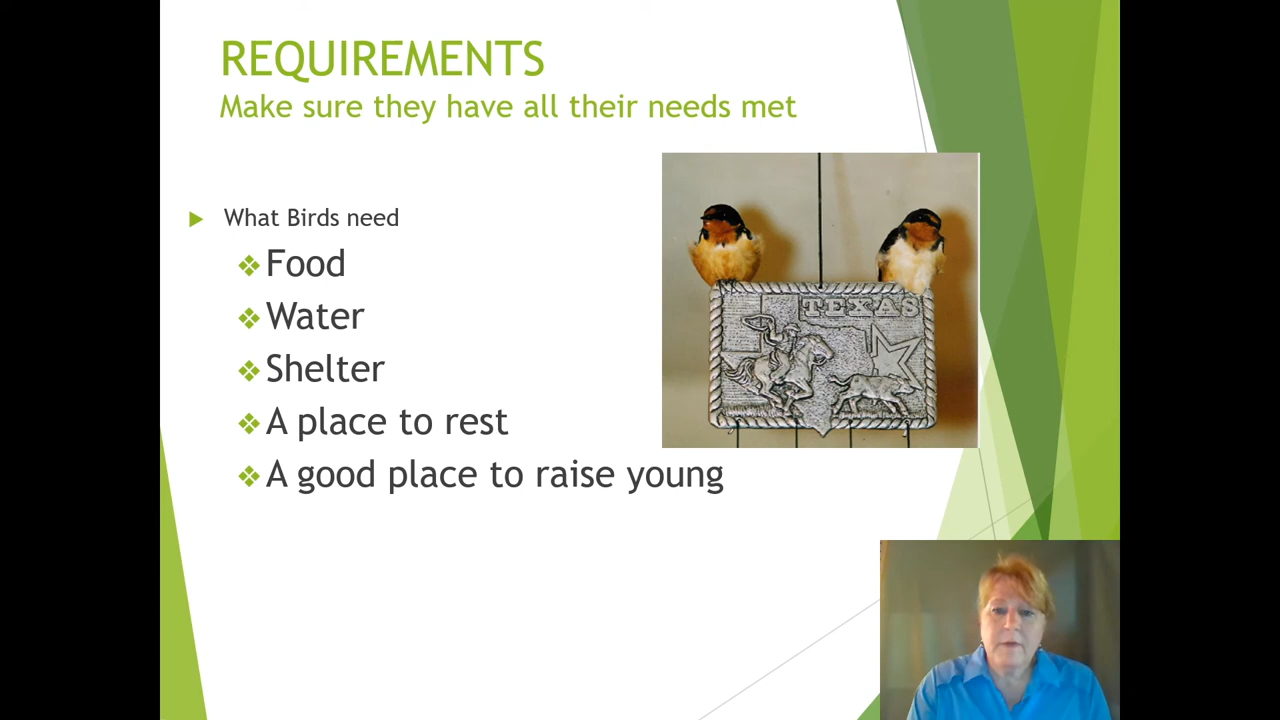 REQUIREMENTS
Make sure they have all their needs met
What Birds need
Food
Water
Shelter
A place to rest
A good place to raise young
TEXAS